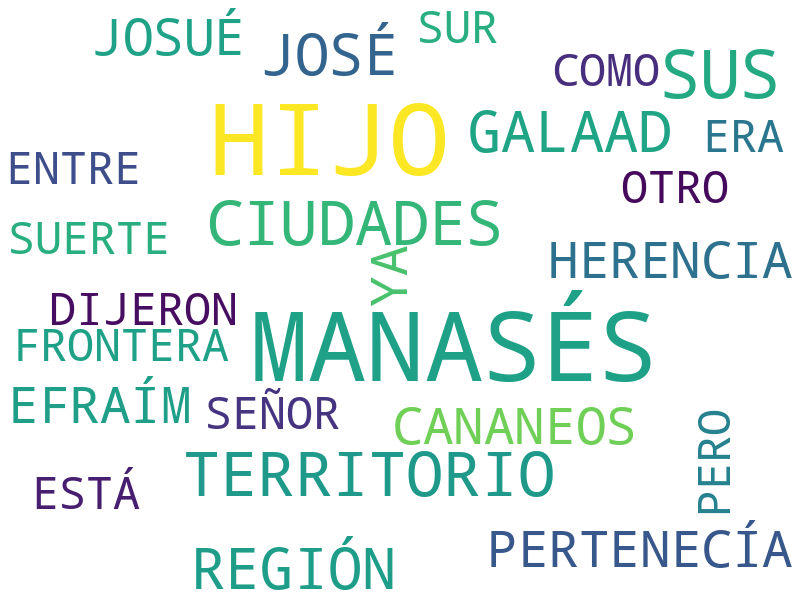 JOSUÉ
JOSÉ
SUR
COMO
SUS
HIJO
GALAAD
ERA
ENTRE
OTRO
SUERTE
CIUDADES
YA
HERENCIA
DIJERON
FRONTERA
MANASÉS
EFRAÍM
SEÑOR
CANANEOS
PERO
TERRITORIO
ESTÁ
REGIÓN
PERTENECÍA